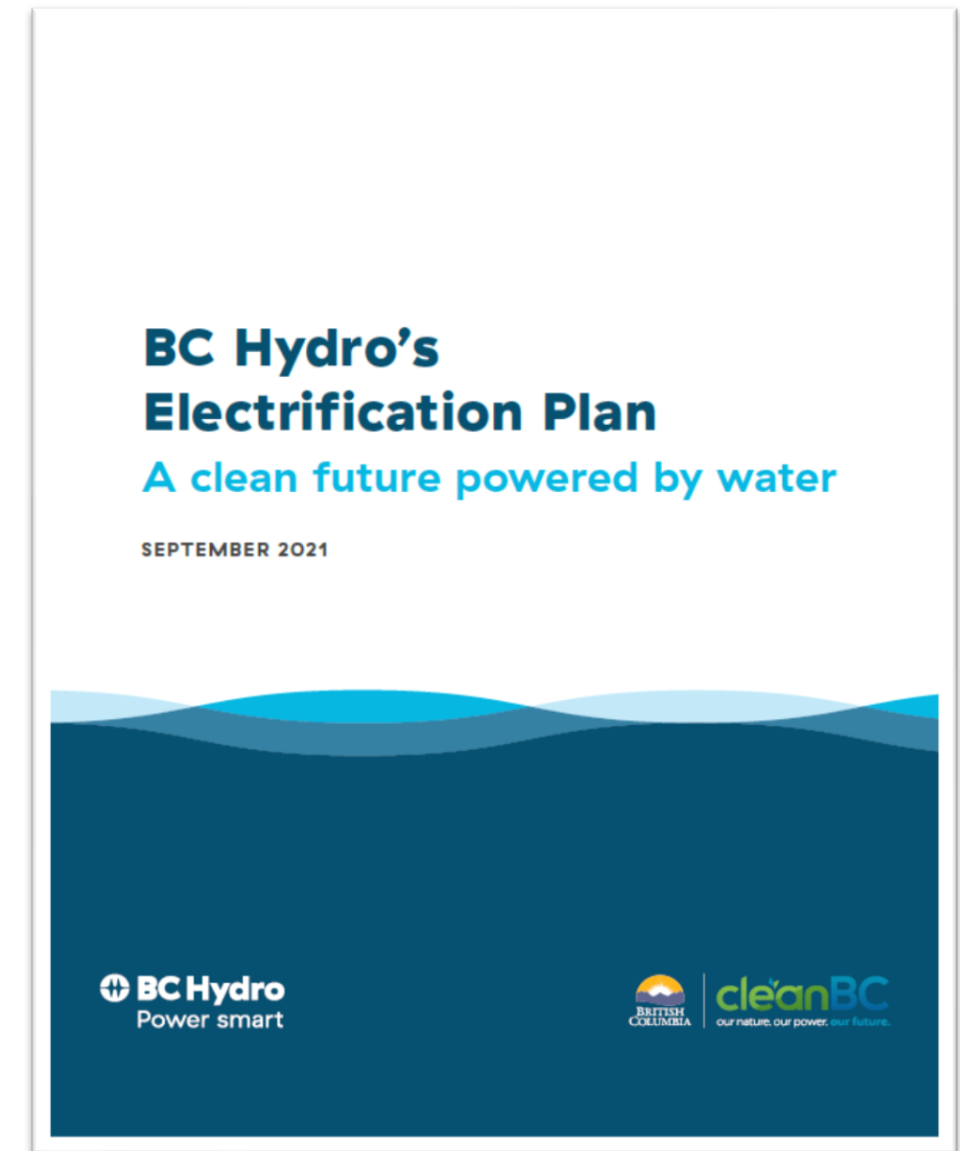 BC Hydro’s
Electrification Plan
A clean future powered by water
SEPTEMBER 2021
BC Hydro
Power smart
BRITISH
COLUMBIA
cleanBC
our nature. our power. our future.